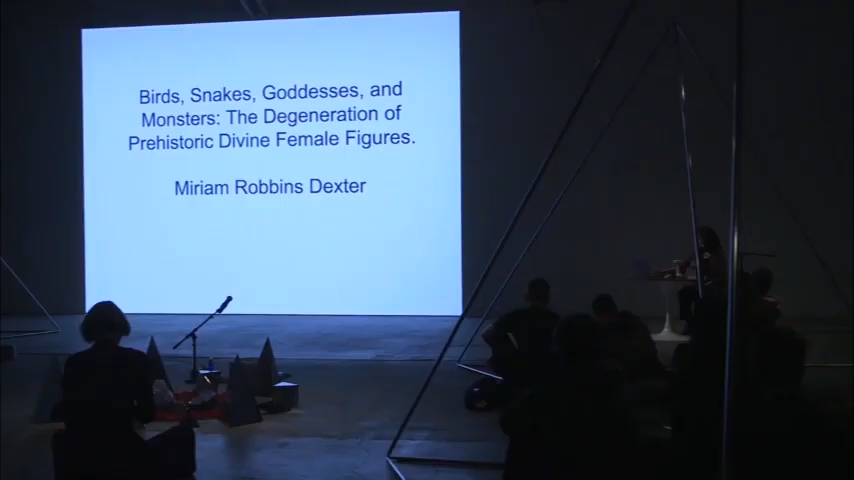 Birds, Snakes, Goddesses, and
Monsters: The Degeneration of
Prehistoric Divine Female Figures.
Miriam Robbins Dexter